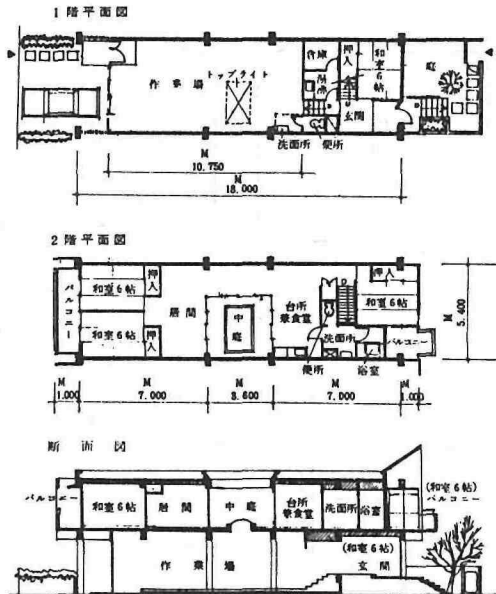 1階平面図
作業場
トップライト
倉庫
押入
和室6帖
湯沸
玄関
庭
洗面所
便所
M
10.750
M
18.000
2階平面図
バルコニー
和室6帖
押入
居間
中庭
台所
兼食堂
押入
和室6帖
和室6帖
押入
洗面所
バルコニー
便所
浴室
M
5.400
M
1.000
M
7.000
M
3.600
M
7.000
M
1.000
断面図
バルコニー
和室6帖
居間
中庭
台所
兼食堂
洗面所
浴室
(和室6帖)
バルコニー
作業場
(和室6帖)
玄関